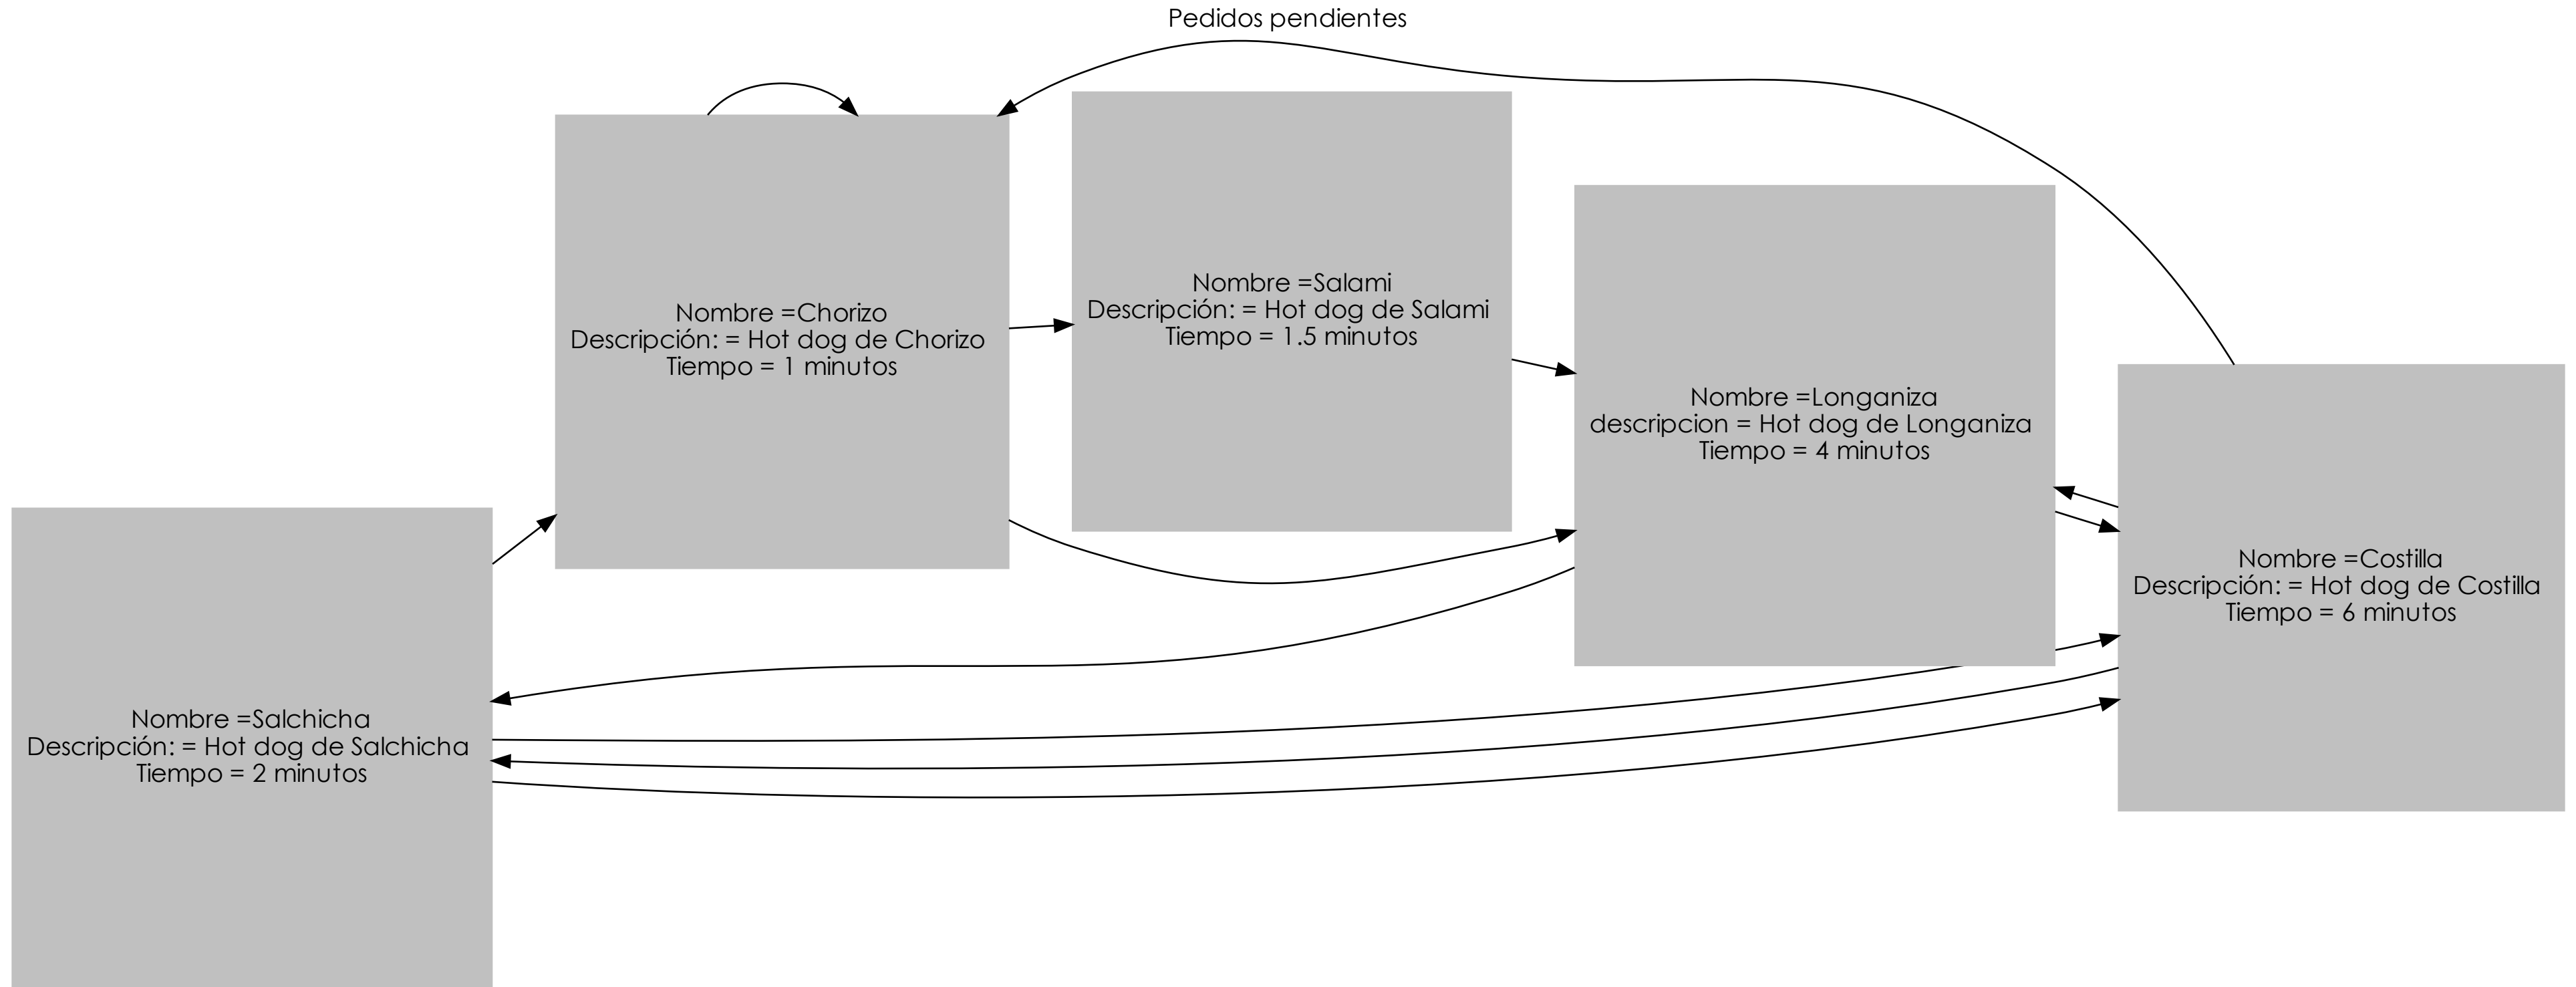 Pedidos pendientes
Nombre =Chorizo
Descripción: = Hot dog de Chorizo
Tiempo = 1 minutos
Nombre =Salami
Descripción: = Hot dog de Salami
Tiempo = 1.5 minutos
Nombre =Longaniza
descripcion = Hot dog de Longaniza
Tiempo = 4 minutos
Nombre =Costilla
Descripción: = Hot dog de Costilla
Tiempo = 6 minutos
Nombre =Salchicha
Descripción: = Hot dog de Salchicha
Tiempo = 2 minutos